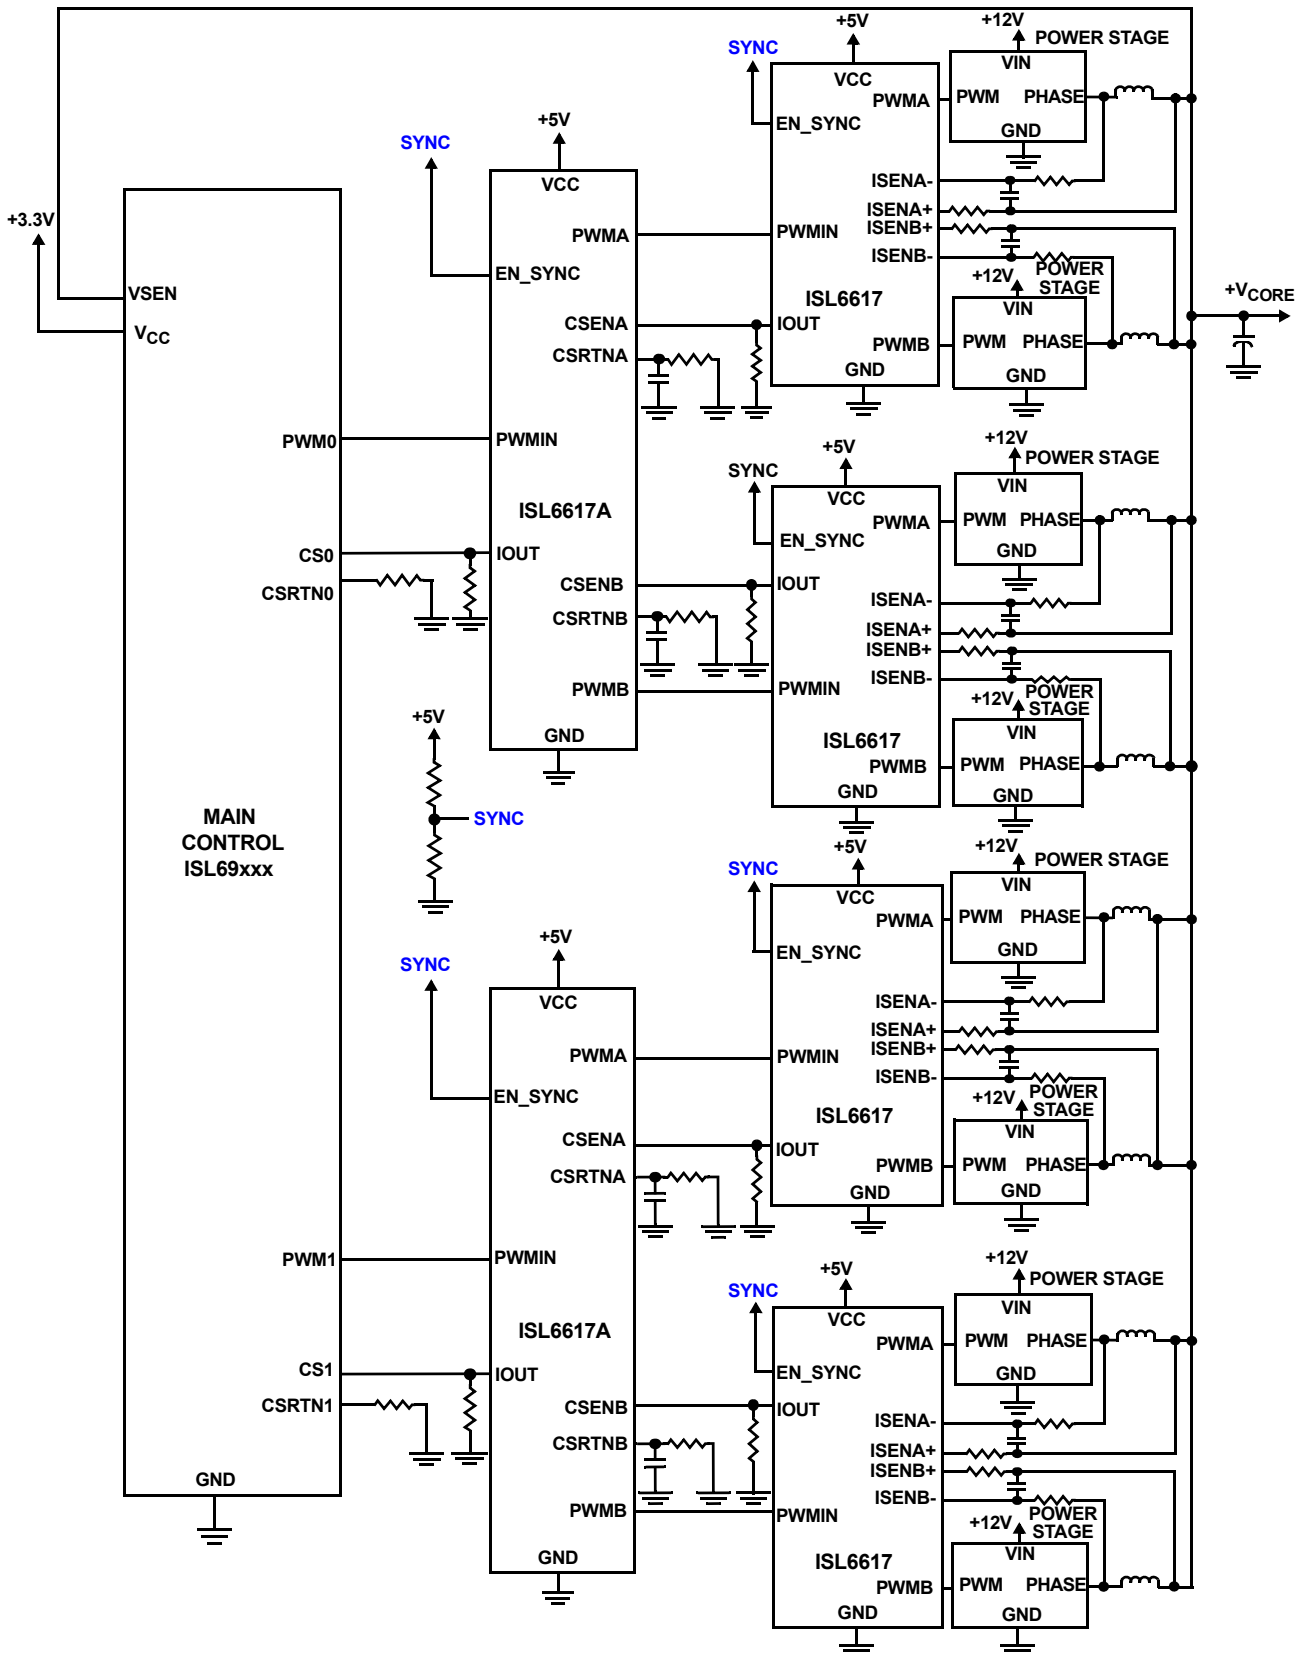 +5V
+12V
POWER STAGE
SYNC
VCC
VIN
PWMA
PWM
PHASE
EN_SYNC
GND
ISENA-
ISENA+
ISENB+
ISENB-
PWMIN
ISL6617
IOUT
+12V
POWER
STAGE
VIN
PWMB
PWM
PHASE
GND
GND
+VCORE
+5V
SYNC
VCC
PWMA
EN_SYNC
CSENA
CSRTNA
PWMIN
ISL6617A
IOUT
CSENB
CSRTNB
PWMB
GND
+3.3V
VSEN
VCC
PWM0
CS0
CSRTN0
MAIN
CONTROL
ISL69xxx
PWM1
CS1
CSRTN1
GND
+5V
SYNC
+5V
+12V
POWER STAGE
SYNC
VCC
VIN
PWMA
PWM
PHASE
EN_SYNC
GND
IOUT
ISENA-
ISENA+
ISENB+
ISENB-
PWMIN
+12V
POWER
STAGE
VIN
ISL6617
PWMB
PWM
PHASE
GND
GND
+5V
+12V
POWER STAGE
SYNC
VCC
VIN
PWMA
PWM
PHASE
EN_SYNC
GND
ISENA-
ISENA+
ISENB+
ISENB-
PWMIN
ISL6617
IOUT
+12V
POWER
STAGE
VIN
PWMB
PWM
PHASE
GND
GND
+5V
SYNC
VCC
PWMA
EN_SYNC
CSENA
CSRTNA
PWMIN
ISL6617A
IOUT
CSENB
CSRTNB
PWMB
GND
+5V
+12V
POWER STAGE
SYNC
VCC
VIN
PWMA
PWM
PHASE
EN_SYNC
GND
IOUT
ISENA-
ISENA+
ISENB+
ISENB-
PWMIN
+12V
POWER
STAGE
VIN
ISL6617
PWMB
PWM
PHASE
GND
GND